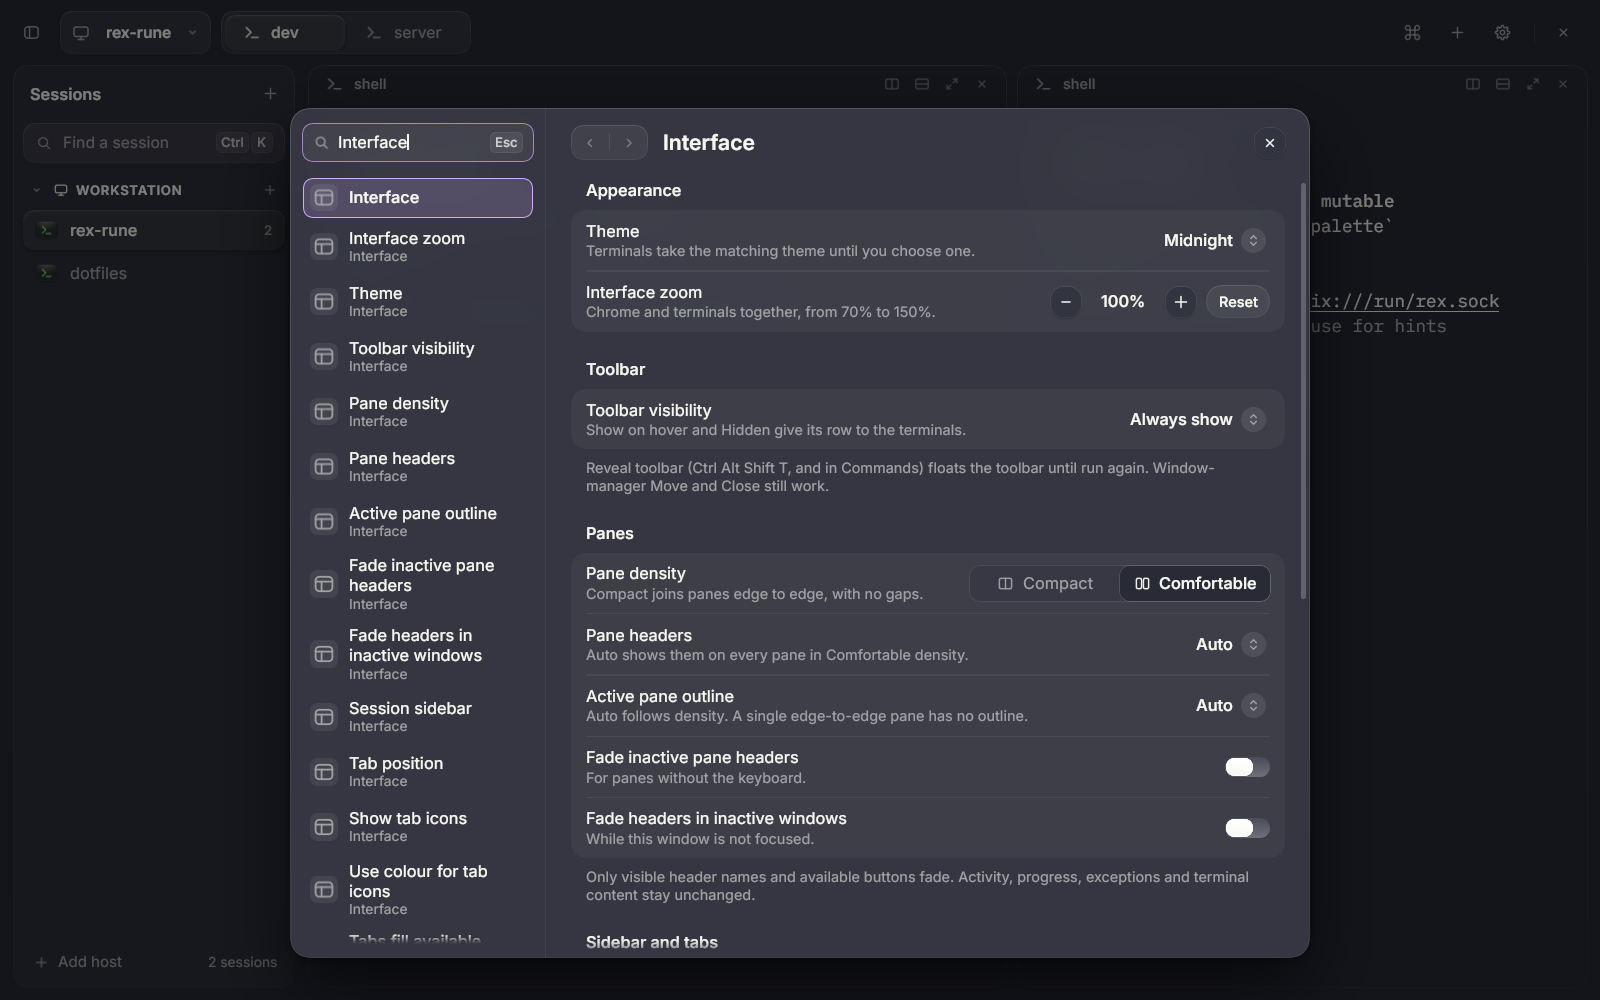 rex-rune
dev
server
Sessions
Find a session
Ctrl K
WORKSTATION
rex-rune 2
dotfiles
Add host
2 sessions
shell
shell
mutable
palette`
ix:///run/rex.sock
use for hints
Interface
Esc
Interface
Interface zoom
Interface
Theme
Interface
Toolbar visibility
Interface
Pane density
Interface
Pane headers
Interface
Active pane outline
Interface
Fade inactive pane
headers
Interface
Fade headers in
inactive windows
Interface
Session sidebar
Interface
Tab position
Interface
Show tab icons
Interface
Use colour for tab
icons
Interface
Tabs fill available
Interface
Appearance
Theme
Terminals take the matching theme until you choose one.
Midnight
Interface zoom
Chrome and terminals together, from 70% to 150%.
100%
Reset
Toolbar
Toolbar visibility
Show on hover and Hidden give its row to the terminals.
Always show
Reveal toolbar (Ctrl Alt Shift T, and in Commands) floats the toolbar until run again. Window-
manager Move and Close still work.
Panes
Pane density
Compact joins panes edge to edge, with no gaps.
Compact
Comfortable
Pane headers
Auto shows them on every pane in Comfortable density.
Auto
Active pane outline
Auto follows density. A single edge-to-edge pane has no outline.
Auto
Fade inactive pane headers
For panes without the keyboard.
Fade headers in inactive windows
While this window is not focused.
Only visible header names and available buttons fade. Activity, progress, exceptions and terminal
content stay unchanged.
Sidebar and tabs